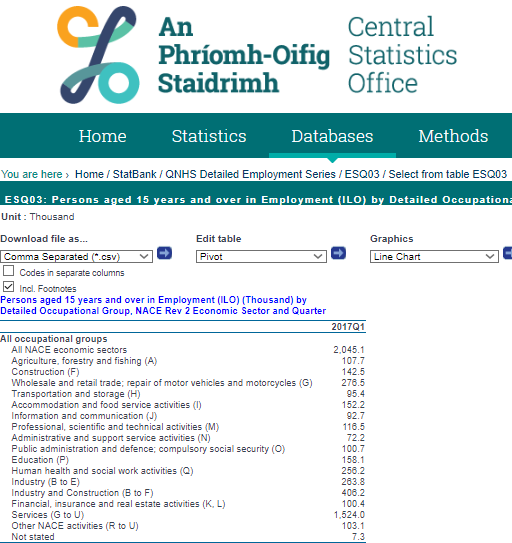 An
Phríomh-Oifig
Staidrimh
Central
Statistics
Office
Home Statistics Databases Methods
You are here › Home / StatBank / QNHS Detailed Employment Series / ESQ03 / Select from table ESQ03
ESQ03: Persons aged 15 years and over in Employment (ILO) by Detailed Occupationa
Unit : Thousand
Download file as... Edit table Graphics
Comma Separated (*.csv) Pivot Line Chart
Codes in separate columns
Incl. Footnotes
Persons aged 15 years and over in Employment (ILO) (Thousand) by
Detailed Occupational Group, NACE Rev 2 Economic Sector and Quarter
2017Q1
All occupational groups
All NACE economic sectors 2,045.1
Agriculture, forestry and fishing (A) 107.7
Construction (F) 142.5
Wholesale and retail trade; repair of motor vehicles and motorcycles (G) 276.5
Transportation and storage (H) 95.4
Accommodation and food service activities (I) 152.2
Information and communication (J) 92.7
Professional, scientific and technical activities (M) 116.5
Administrative and support service activities (N) 72.2
Public administration and defence; compulsory social security (O) 100.7
Education (P) 158.1
Human health and social work activities (Q) 256.2
Industry (B to E) 263.8
Industry and Construction (B to F) 406.2
Financial, insurance and real estate activities (K, L) 100.4
Services (G to U) 1,524.0
Other NACE activities (R to U) 103.1
Not stated 7.3